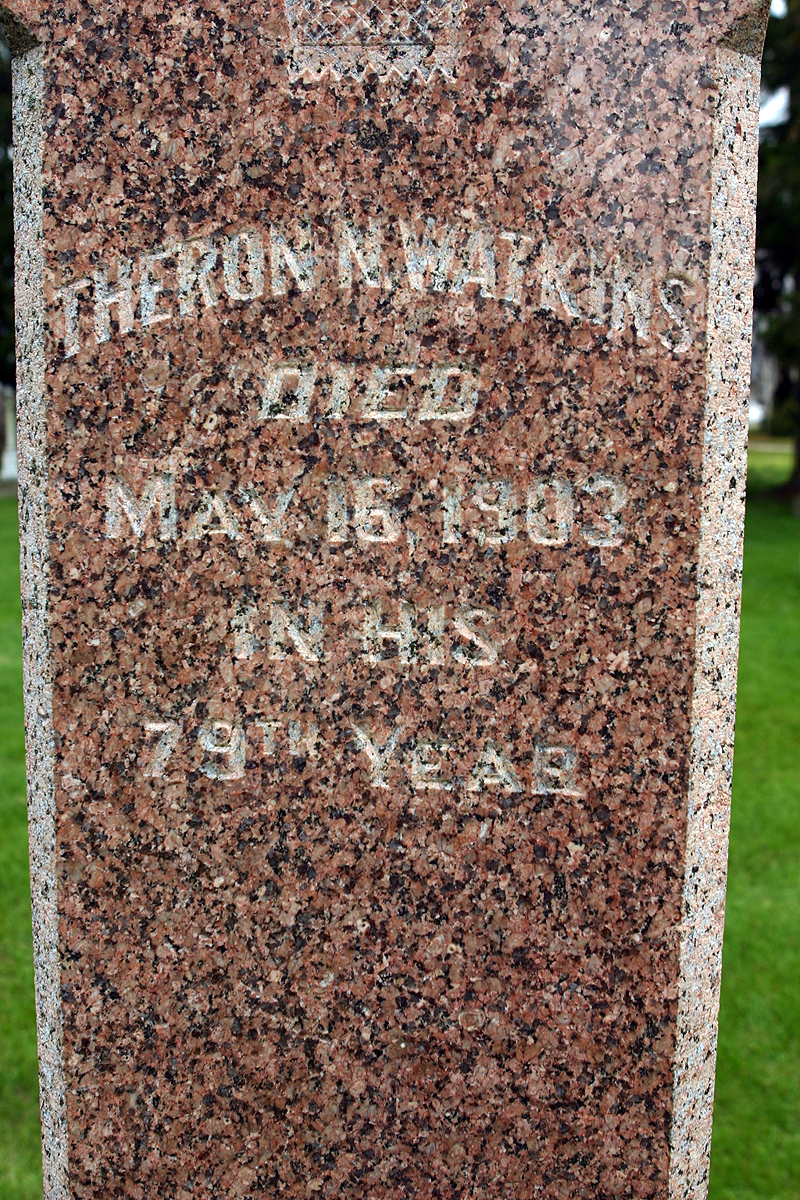 THERON N. WATKINS
DIED
MAY 16, 1903
IN HIS
79TH YEAR